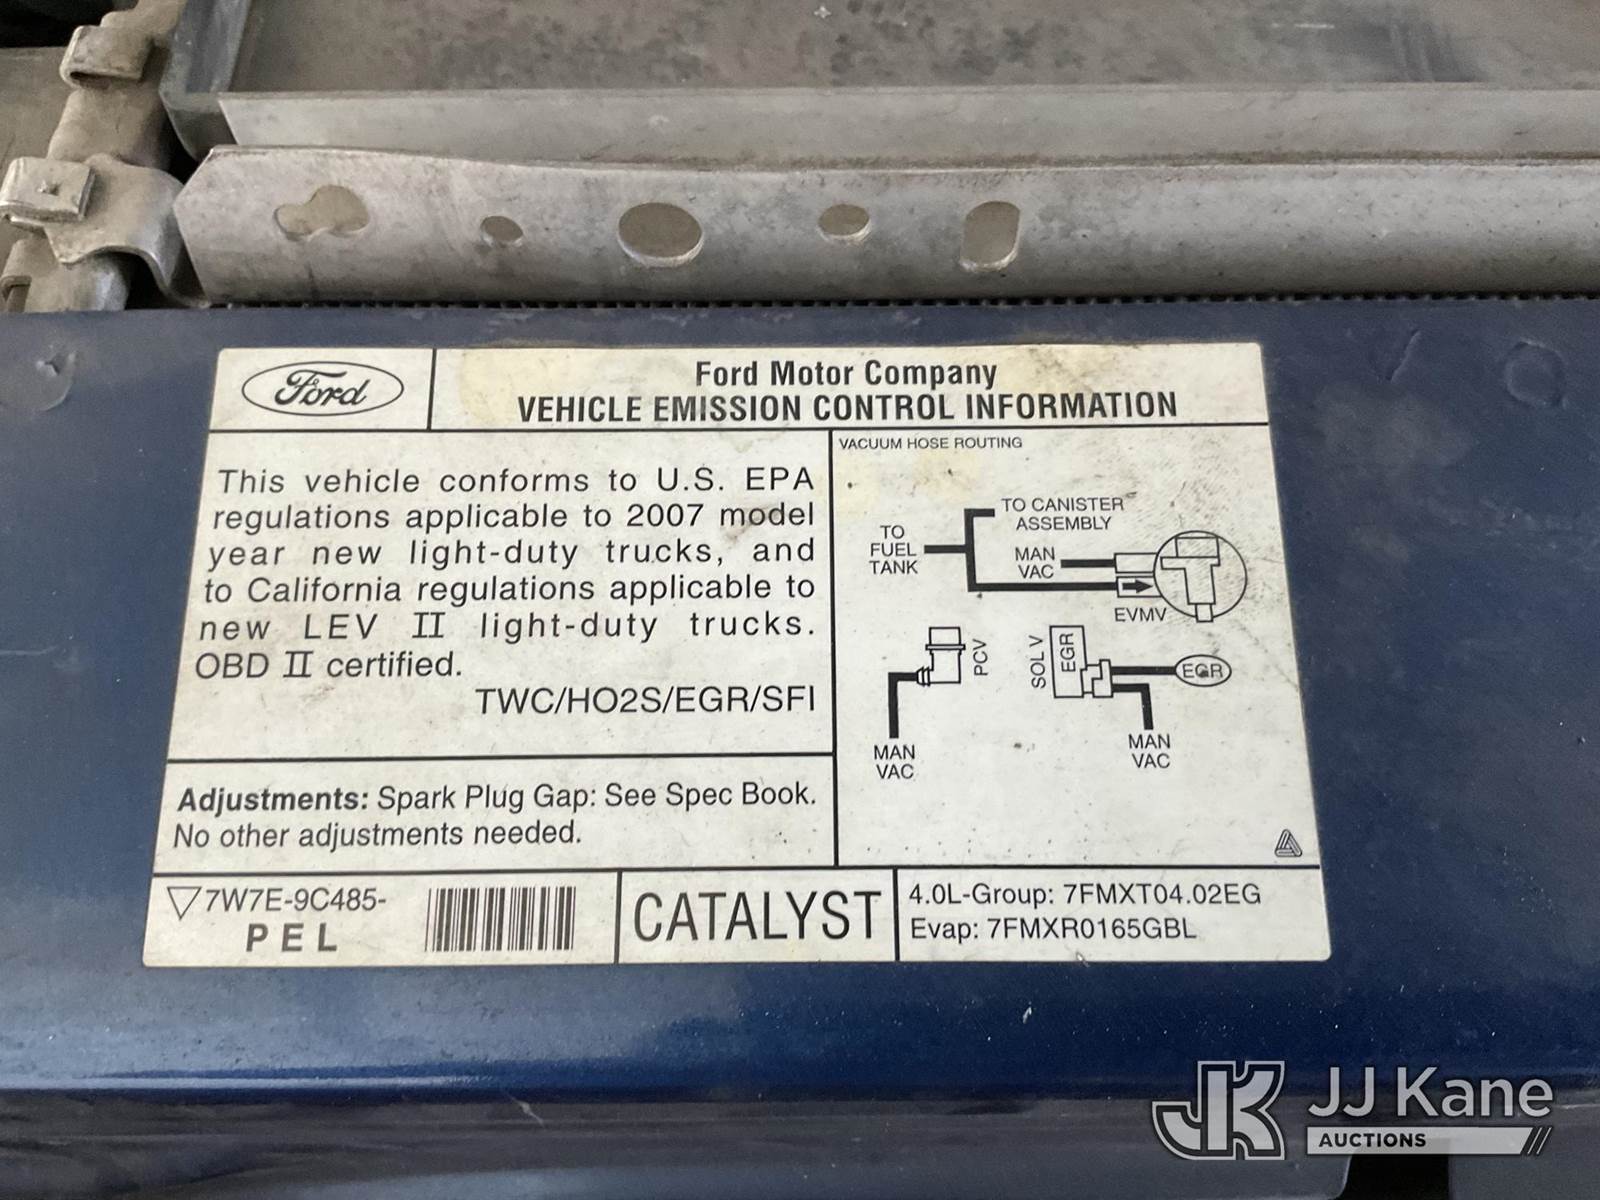 Ford
Ford Motor Company
VEHICLE EMISSION CONTROL INFORMATION
This vehicle conforms to U.S. EPA
regulations applicable to 2007 model
year new light-duty trucks, and
to California regulations applicable to
new LEV II light-duty trucks.
OBD II certified.
TWC/HO2S/EGR/SFI
Adjustments: Spark Plug Gap: See Spec Book.
No other adjustments needed.
VACUUM HOSE ROUTING
TO CANISTER
ASSEMBLY
TO
FUEL
TANK
MAN
VAC
EVMV
PCV
MAN
VAC
SOL V
EGR
EGR
MAN
VAC
7W7E-9C485-
PEL
CATALYST
4.0L-Group: 7FMXT04.02EG
Evap: 7FMXR0165GBL
JK JJ Kane
AUCTIONS